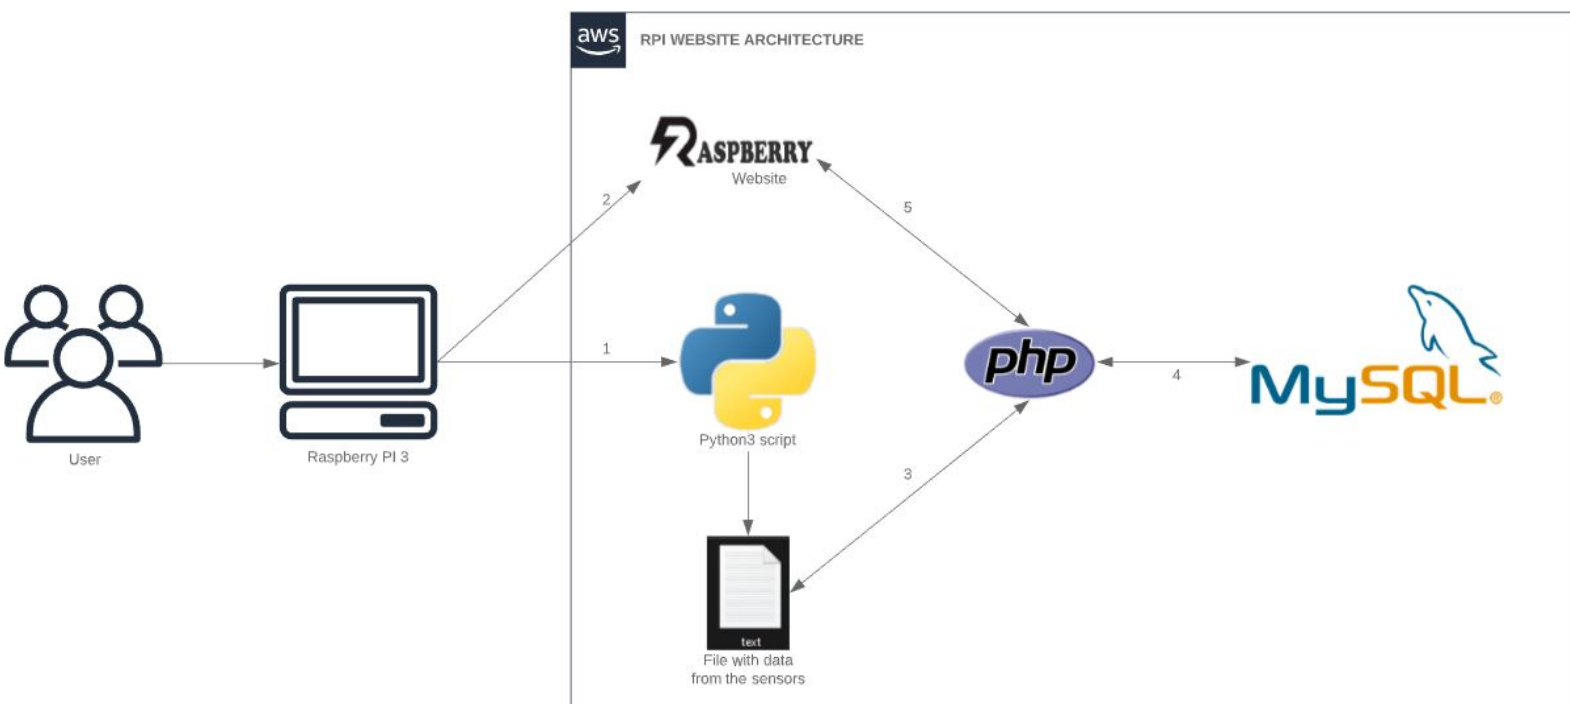 aws
RPI WEBSITE ARCHITECTURE
RASPBERRY
Website
2
5
1
php
4
MySQL®
User
Raspberry PI 3
Python3 script
3
text
File with data
from the sensors